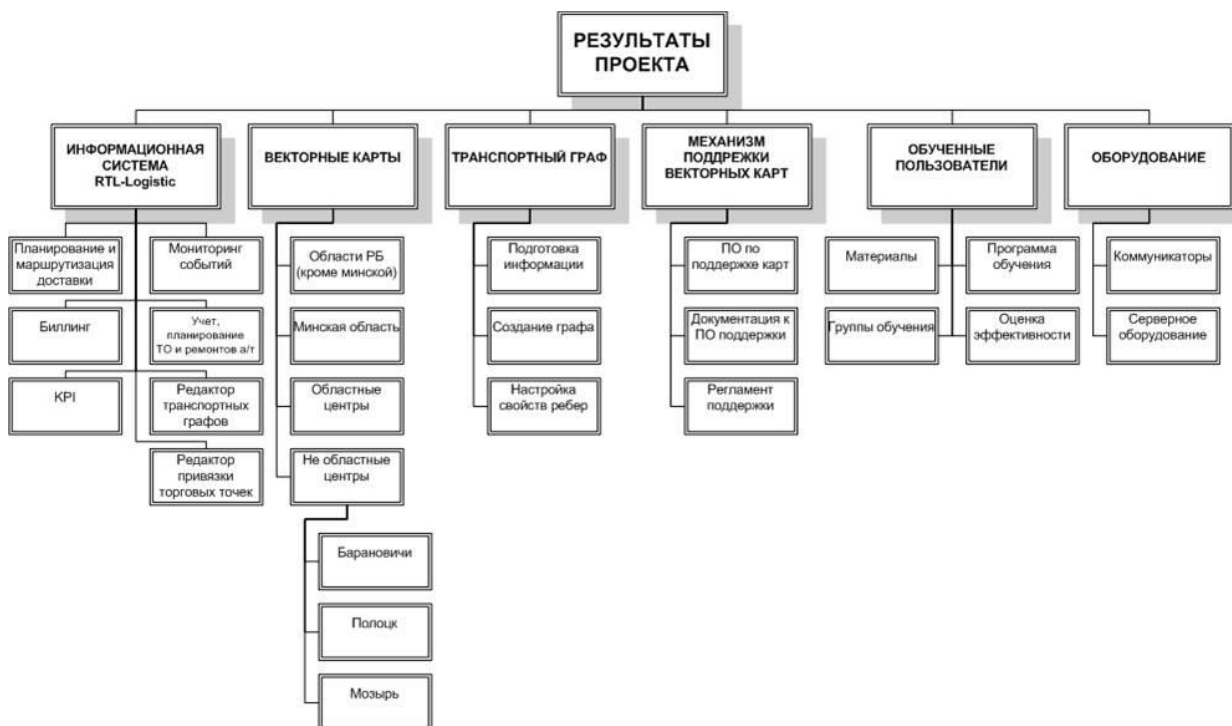 РЕЗУЛЬТАТЫ
ПРОЕКТА
ИНФОРМАЦИОННАЯ
СИСТЕМА
RTL-Logistic
ВЕКТОРНЫЕ КАРТЫ
ТРАНСПОРТНЫЙ ГРАФ
МЕХАНИЗМ
ПОДДРЕЖКИ
ВЕКТОРНЫХ КАРТ
ОБУЧЕННЫЕ
ПОЛЬЗОВАТЕЛИ
ОБОРУДОВАНИЕ
Планирование и
маршрутизация
доставки
Мониторинг
событий
Биллинг
Учет,
планирование
ТО и ремонтов а/т
KPI
Редактор
транспортных
графов
Редактор
привязки
торговых точек
Области РБ
(кроме минской)
Минская область
Областные
центры
Не областные
центры
Барановичи
Полоцк
Мозырь
Подготовка
информации
Создание графа
Настройка
свойств ребер
ПО по
поддержке карт
Документация к
ПО поддержки
Регламент
поддержки
Материалы
Программа
обучения
Группы обучения
Оценка
эффективности
Коммуникаторы
Серверное
оборудование